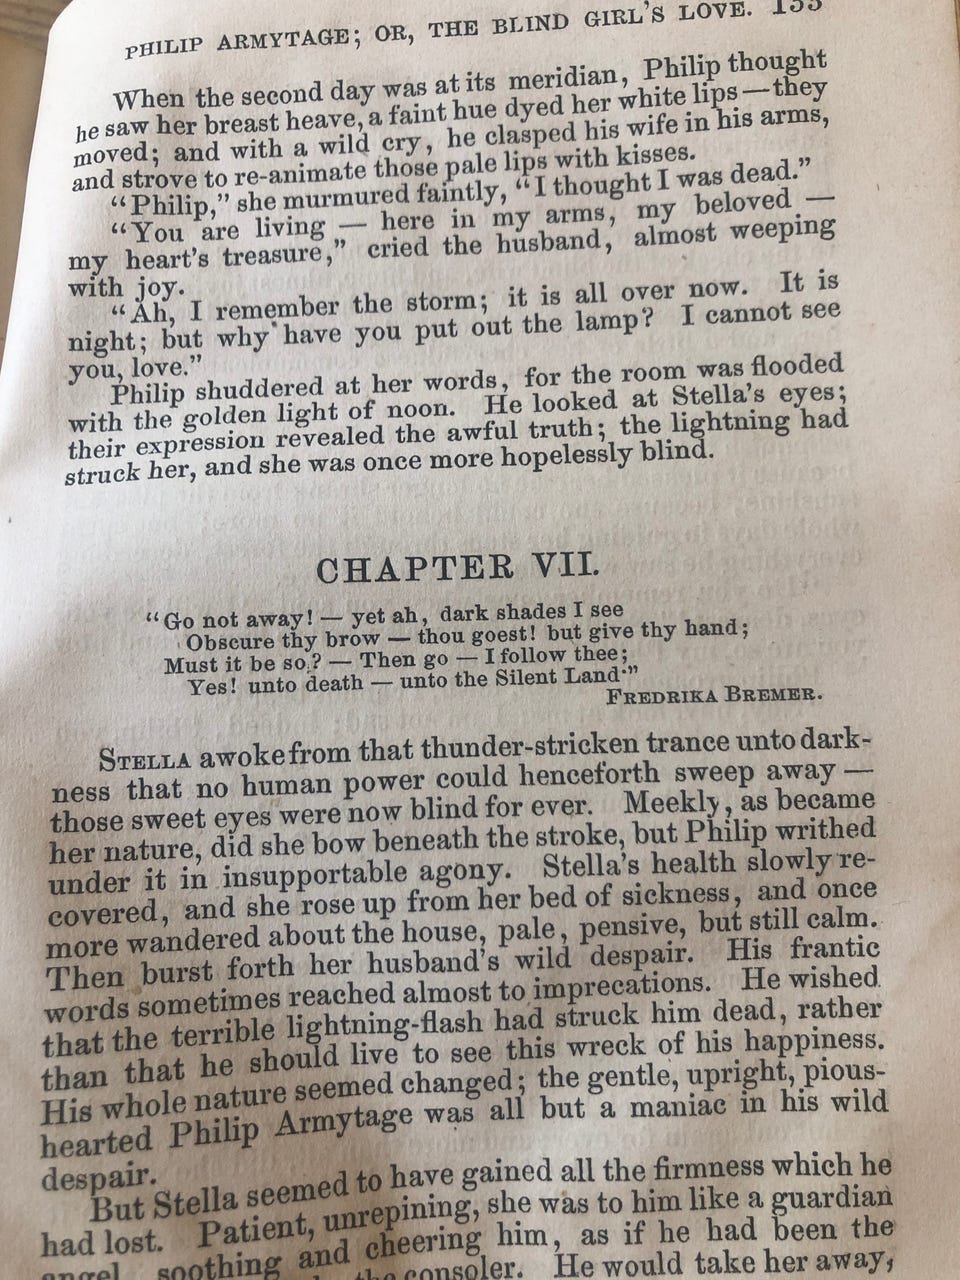 PHILIP ARMYTAGE; OR, THE BLIND GIRL'S LOVE. 155
When the second day was at its meridian, Philip thought
he saw her breast heave, a faint hue dyed her white lips—they
moved; and with a wild cry, he clasped his wife in his arms,
and strove to re-animate those pale lips with kisses.
“Philip,” she murmured faintly, “I thought I was dead.”
“You are living — here in my arms, my beloved —
my heart's treasure,” cried the husband, almost weeping
with joy.
“Ah, I remember the storm; it is all over now. It is
night; but why have you put out the lamp? I cannot see
you, love.”
Philip shuddered at her words, for the room was flooded
with the golden light of noon. He looked at Stella's eyes;
their expression revealed the awful truth; the lightning had
struck her, and she was once more hopelessly blind.
CHAPTER VII.
“Go not away! — yet ah, dark shades I see
Obscure thy brow — thou goest! but give thy hand;
Must it be so? — Then go — I follow thee;
Yes! unto death — unto the Silent Land.”
FREDRIKA BREMER.
STELLA awoke from that thunder-stricken trance unto dark-
ness that no human power could henceforth sweep away —
those sweet eyes were now blind for ever. Meekly, as became
her nature, did she bow beneath the stroke, but Philip writhed
under it in insupportable agony. Stella's health slowly re-
covered, and she rose up from her bed of sickness, and once
more wandered about the house, pale, pensive, but still calm.
Then burst forth her husband's wild despair. His frantic
words sometimes reached almost to imprecations. He wished
that the terrible lightning-flash had struck him dead, rather
than that he should live to see this wreck of his happiness.
His whole nature seemed changed; the gentle, upright, pious-
hearted Philip Armytage was all but a maniac in his wild
despair.
But Stella seemed to have gained all the firmness which he
had lost. Patient, unrepining, she was to him like a guardian
angel, soothing and cheering him, as if he had been the
the consoler. He would take her away,